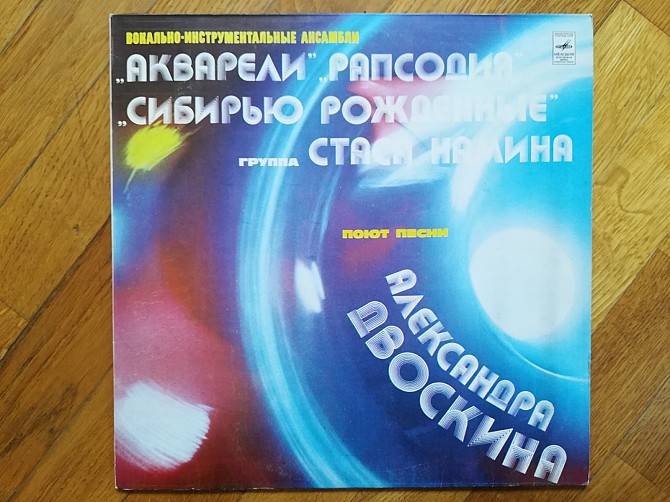 ВОКАЛЬНО-ИНСТРУМЕНТАЛЬНЫЕ АНСАМБЛИ
„АКВАРЕЛИ” „РАПСОДИЯ”
„СИБИРЬЮ РОЖДЕННЫЕ”
ГРУППА СТАСА НАМИНА
ПОЮТ ПЕСНИ
АЛЕКСАНДРА
ДВОСКИНА